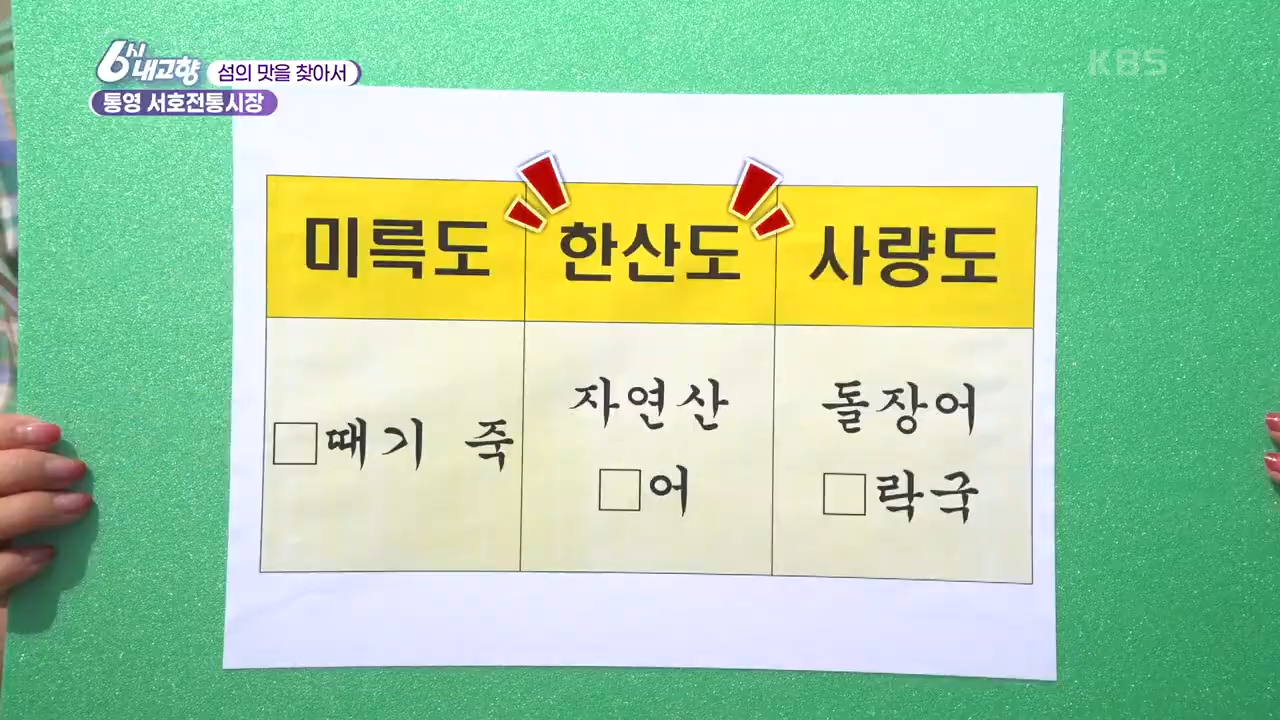 6시 내고향 섬의 맛을 찾아서
통영 서호전통시장
KBS
미륵도 한산도 사량도
□때기 죽
자연산
□어
돌장어
□락국